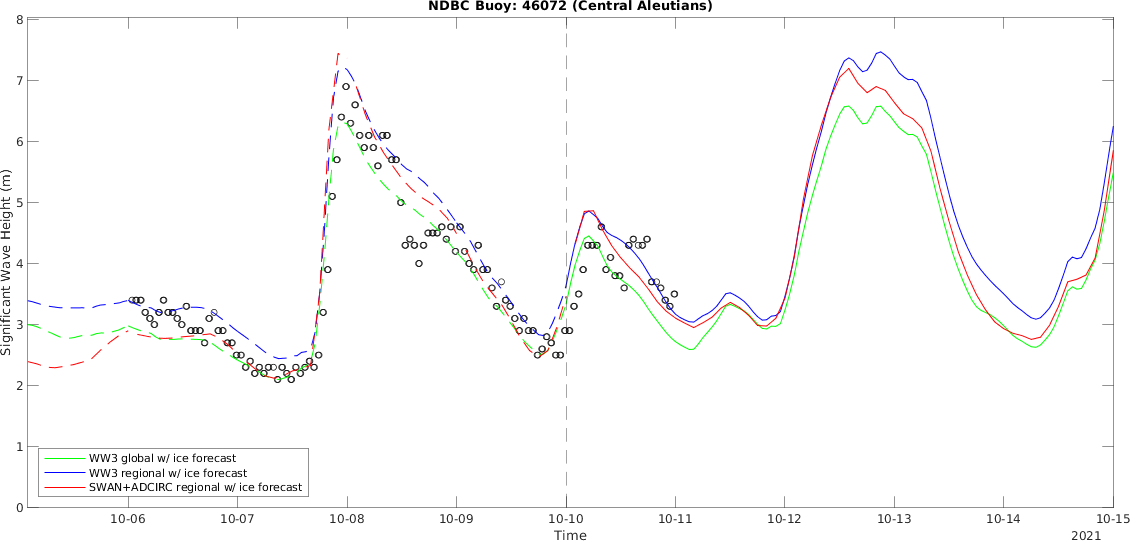 NDBC Buoy: 46072 (Central Aleutians)
8
7
6
5
4
3
2
1
0
Significant Wave Height (m)
WW3 global w/ ice forecast
WW3 regional w/ ice forecast
SWAN+ADCIRC regional w/ ice forecast
10-06 10-07 10-08 10-09 10-10 10-11 10-12 10-13 10-14 10-15
Time
2021